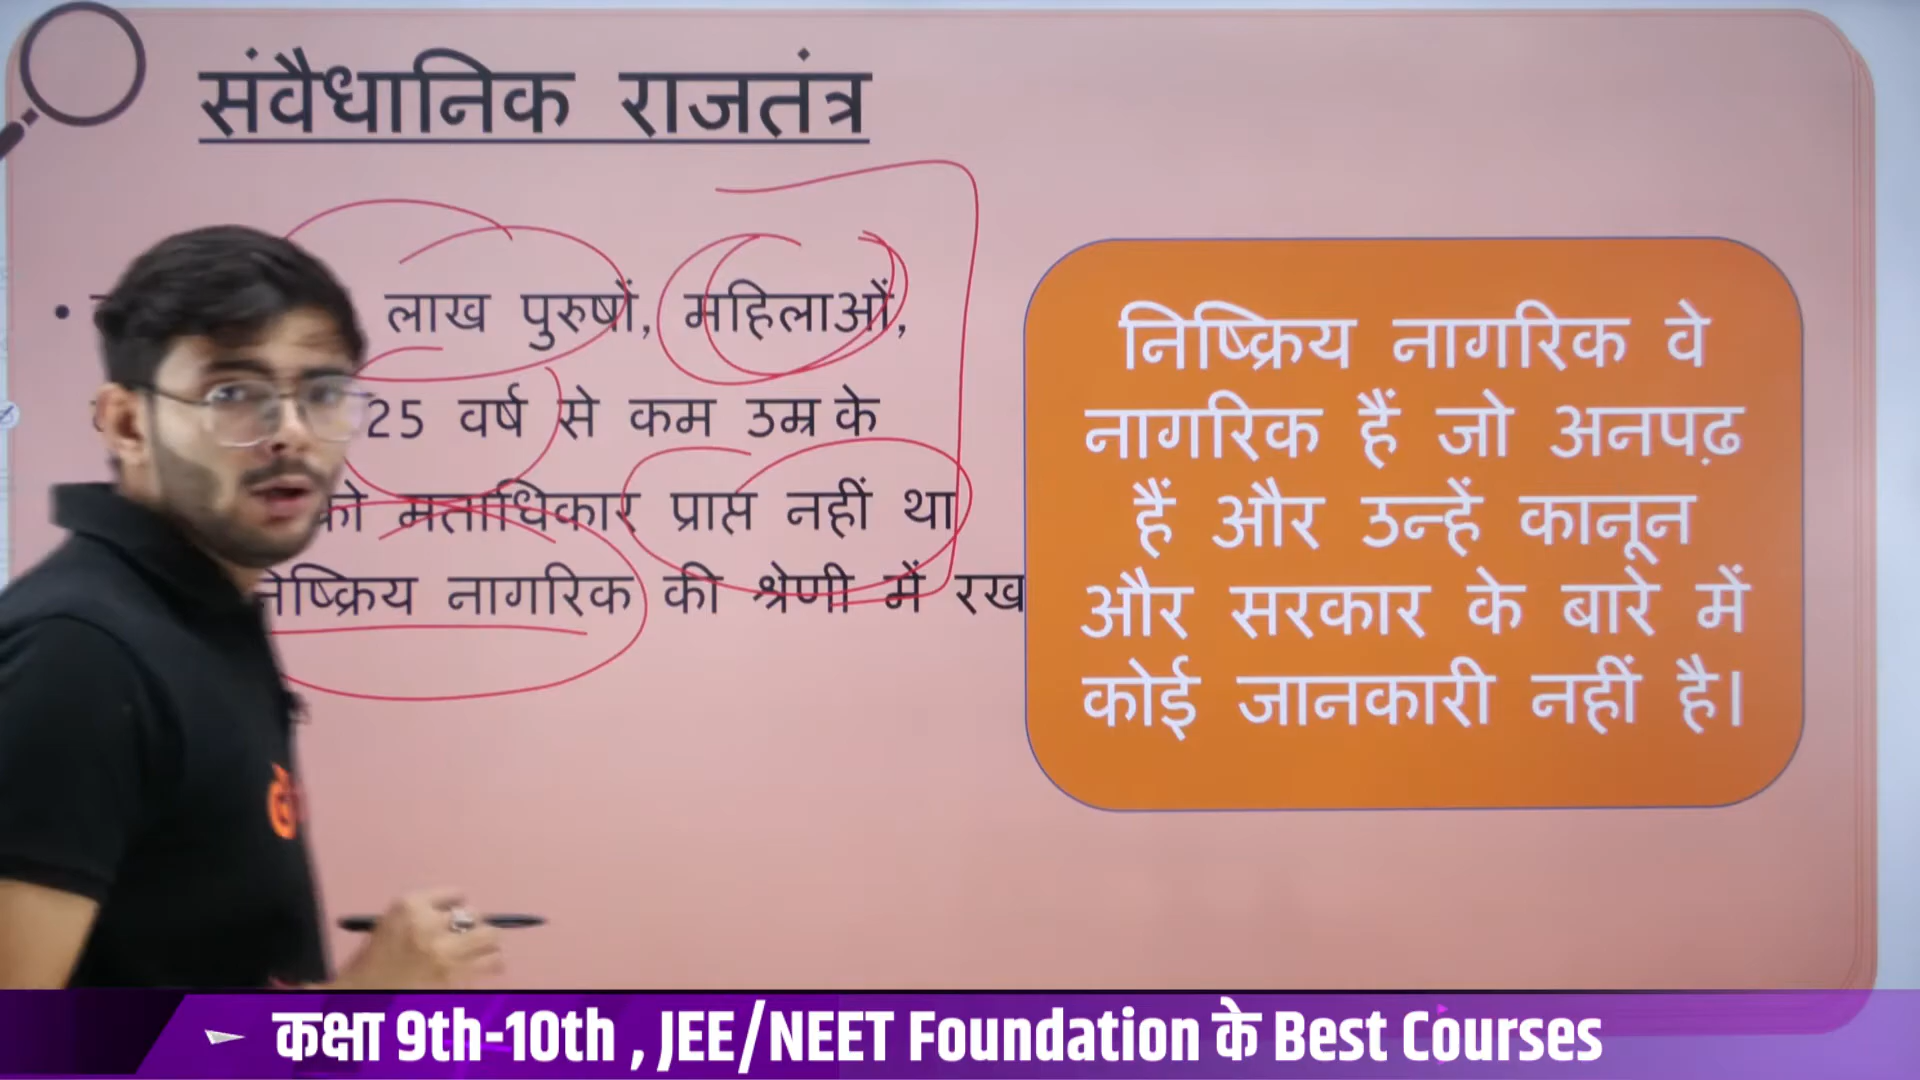 संवैधानिक राजतंत्र
लाख पुरुषों, महिलाओं,
25 वर्ष से कम उम्र के
को मताधिकार प्राप्त नहीं था
निष्क्रिय नागरिक की श्रेणी में रख
निष्क्रिय नागरिक वे
नागरिक हैं जो अनपढ़
हैं और उन्हें कानून
और सरकार के बारे में
कोई जानकारी नहीं है।
कक्षा 9th-10th , JEE/NEET Foundation के Best Courses